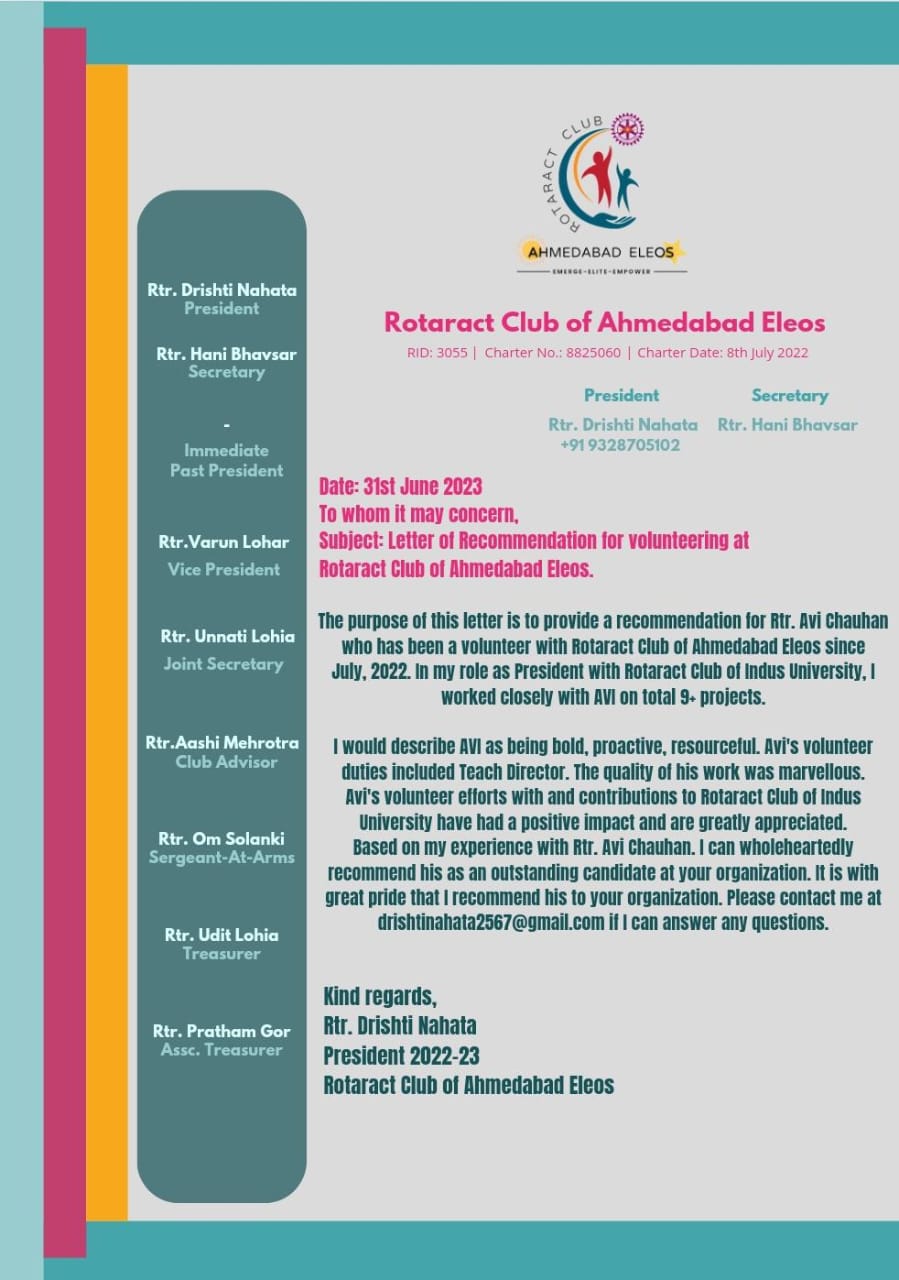 ROTARACT CLUB
AHMEDABAD ELEOS
EMERGE-ELITE-EMPOWER
Rotaract Club of Ahmedabad Eleos
RID: 3055 | Charter No.: 8825060 | Charter Date: 8th July 2022
President
Rtr. Drishti Nahata
+91 9328705102
Secretary
Rtr. Hani Bhavsar
Rtr. Drishti Nahata
President
Rtr. Hani Bhavsar
Secretary
-
Immediate
Past President
Rtr.Varun Lohar
Vice President
Rtr. Unnati Lohia
Joint Secretary
Rtr.Aashi Mehrotra
Club Advisor
Rtr. Om Solanki
Sergeant-At-Arms
Rtr. Udit Lohia
Treasurer
Rtr. Pratham Gor
Assc. Treasurer
Date: 31st June 2023
To whom it may concern,
Subject: Letter of Recommendation for volunteering at
Rotaract Club of Ahmedabad Eleos.
The purpose of this letter is to provide a recommendation for Rtr. Avi Chauhan
who has been a volunteer with Rotaract Club of Ahmedabad Eleos since
July, 2022. In my role as President with Rotaract Club of Indus University, I
worked closely with AVI on total 9+ projects.
I would describe AVI as being bold, proactive, resourceful. Avi's volunteer
duties included Teach Director. The quality of his work was marvellous.
Avi's volunteer efforts with and contributions to Rotaract Club of Indus
University have had a positive impact and are greatly appreciated.
Based on my experience with Rtr. Avi Chauhan. I can wholeheartedly
recommend his as an outstanding candidate at your organization. It is with
great pride that I recommend his to your organization. Please contact me at
drishtinahata2567@gmail.com if I can answer any questions.
Kind regards,
Rtr. Drishti Nahata
President 2022-23
Rotaract Club of Ahmedabad Eleos